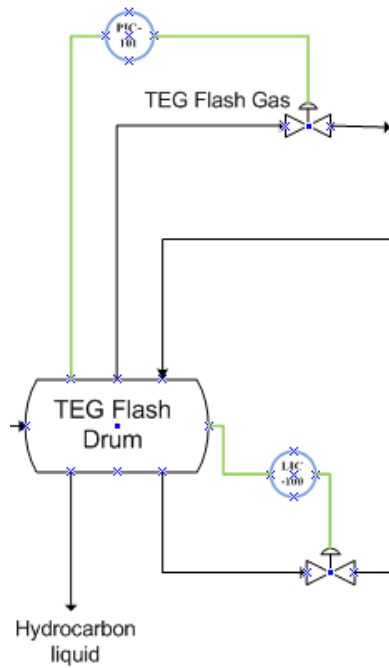 PIC-
101
TEG Flash Gas
TEG Flash
Drum
LIC
-100
Hydrocarbon
liquid